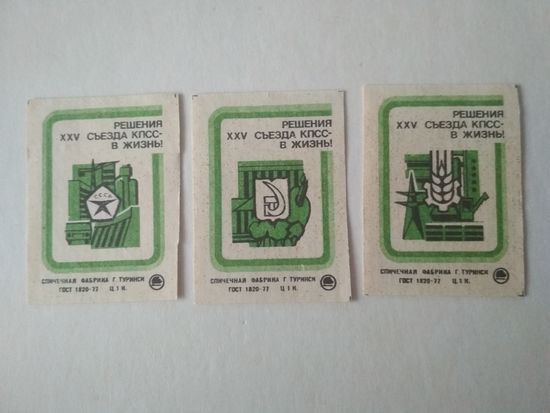 РЕШЕНИЯ
XXV СЪЕЗДА КПСС-
В ЖИЗНЬ!
СССР
СПИЧЕЧНАЯ ФАБРИКА Г. ТУРИНСК
ГОСТ 1820-77 Ц. 1 К.
РЕШЕНИЯ
XXV СЪЕЗДА КПСС-
В ЖИЗНЬ!
СПИЧЕЧНАЯ ФАБРИКА Г. ТУРИНСК
ГОСТ 1820-77 Ц. 1 К.
РЕШЕНИЯ
XXV СЪЕЗДА КПСС-
В ЖИЗНЬ!
СПИЧЕЧНАЯ ФАБРИКА Г. ТУРИНСК
ГОСТ 1820-77 Ц. 1 К.